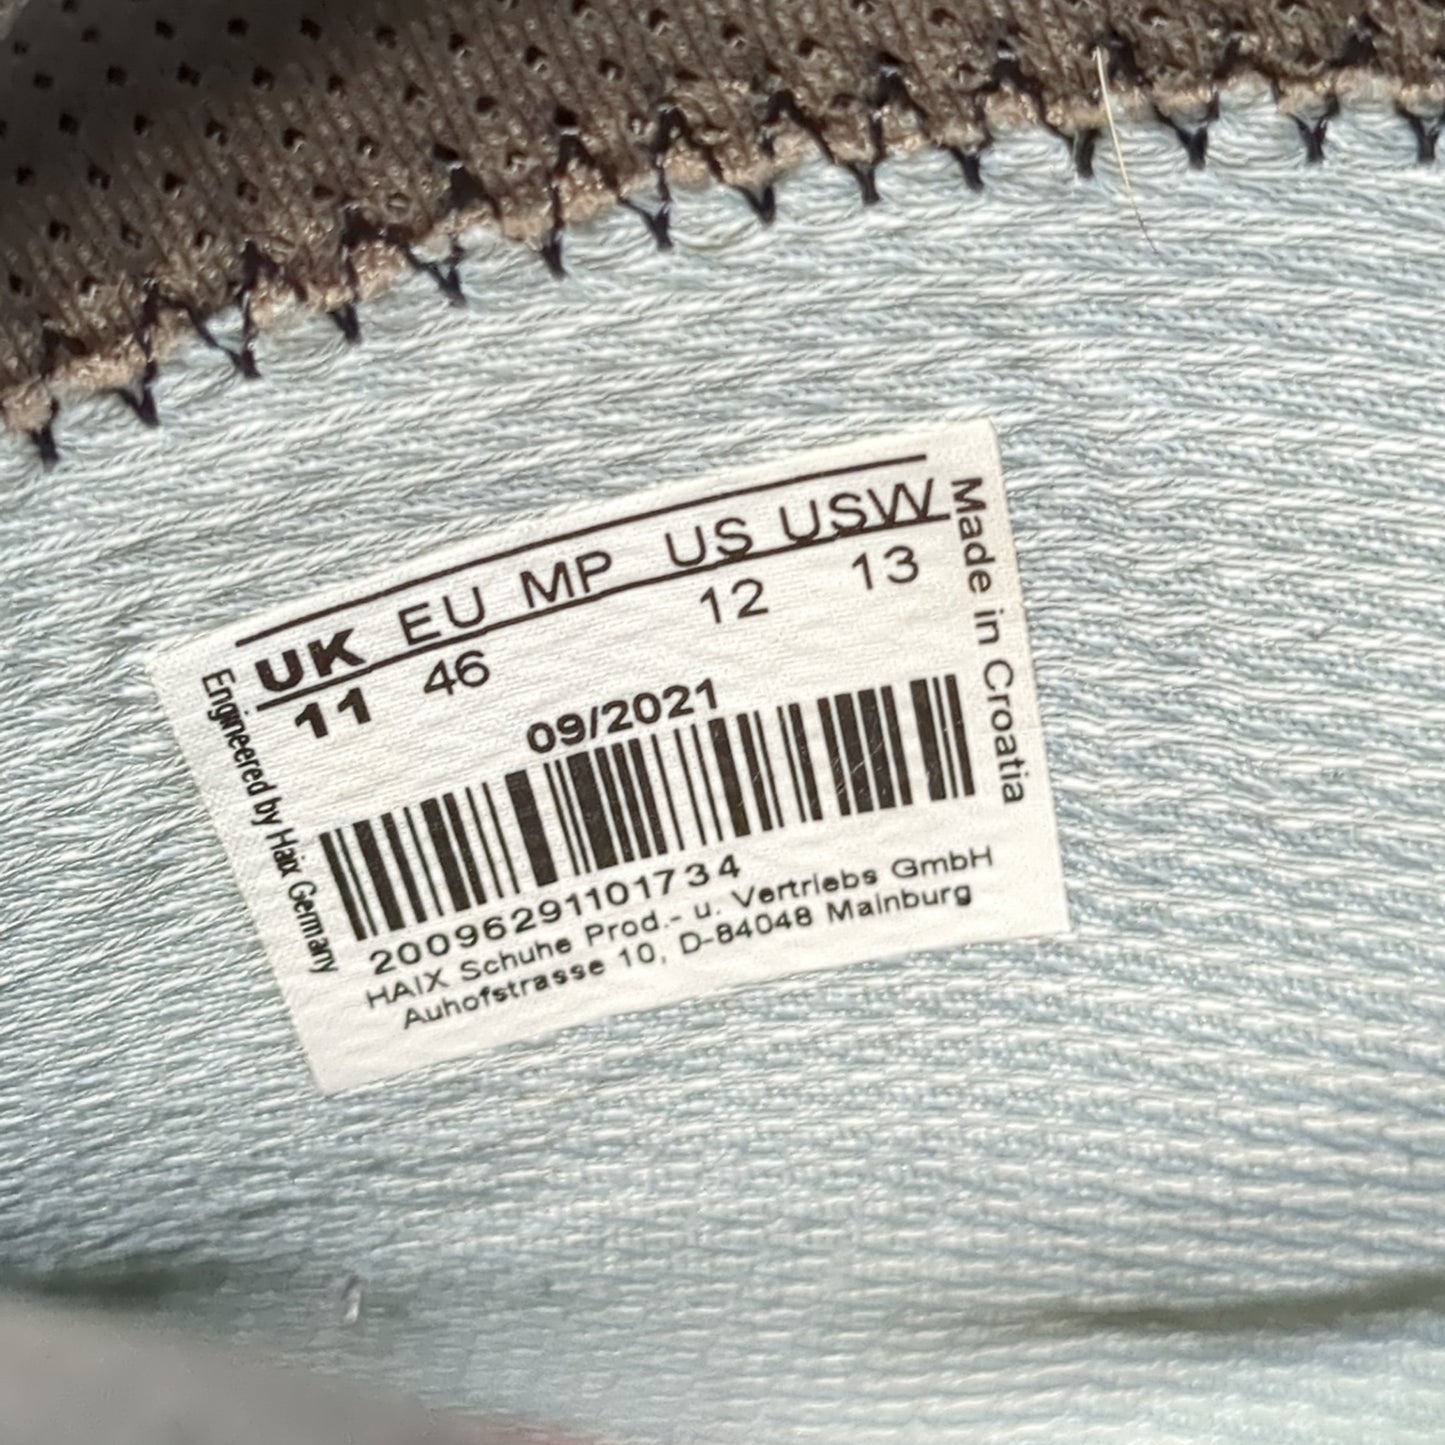 UK EU MP US USW
11 46 12 13
09/2021
20096291101734
HAIX Schuhe Prod.- u. Vertriebs GmbH
Auhofstrasse 10, D-84048 Mainburg
Engineered by Haix Germany
Made in Croatia